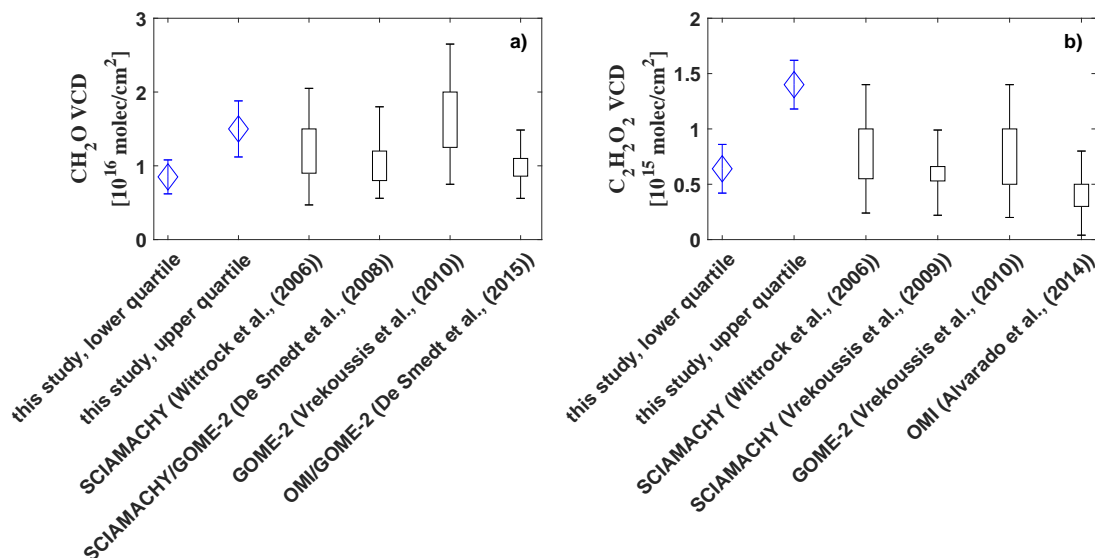 a)
3
2
1
0
CH2O VCD
[10^16 molec/cm^2]
this study, lower quartile
this study, upper quartile
SCIAMACHY (Wittrock et al., (2006))
SCIAMACHY/GOME-2 (De Smedt et al., (2008))
GOME-2 (Vrekoussis et al., (2010))
OMI/GOME-2 (De Smedt et al., (2015))
b)
2
1.5
1
0.5
0
C2H2O2 VCD
[10^15 molec/cm^2]
this study, lower quartile
this study, upper quartile
SCIAMACHY (Wittrock et al., (2006))
SCIAMACHY (Vrekoussis et al., (2009))
GOME-2 (Vrekoussis et al., (2010))
OMI (Alvarado et al., (2014))